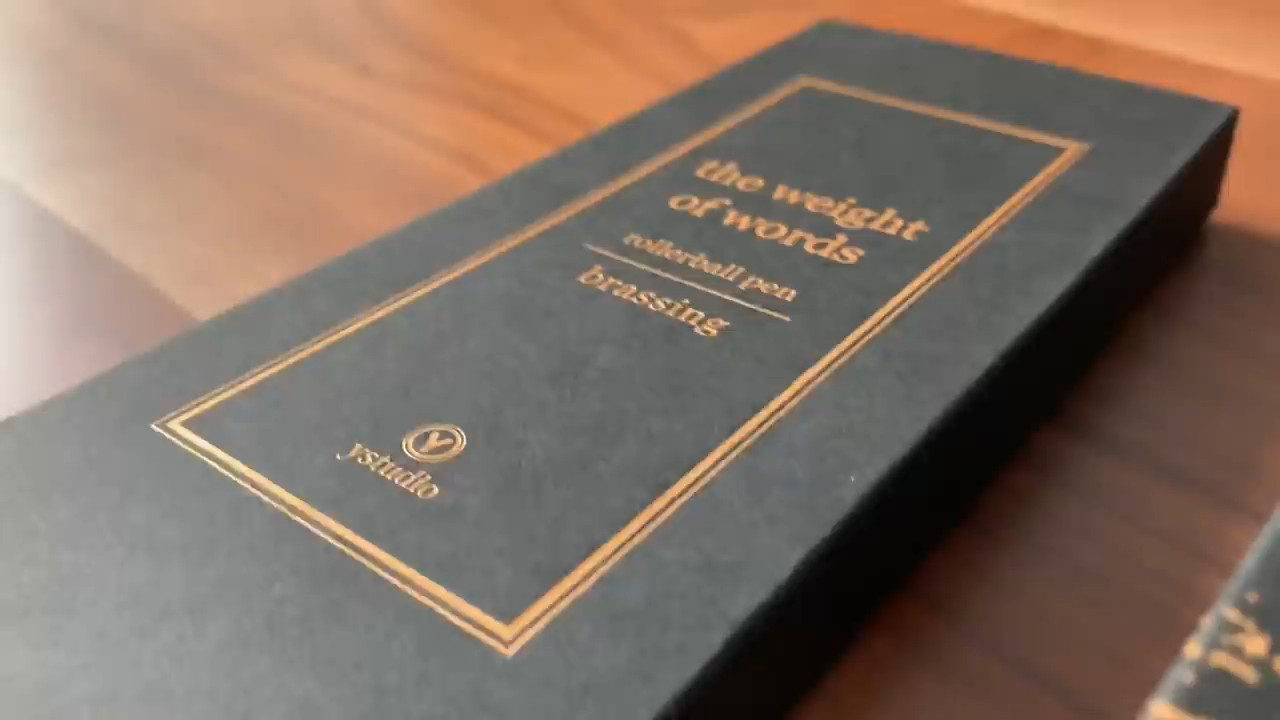 the weight
of words
rollerball pen
brassing
Y
ystudio